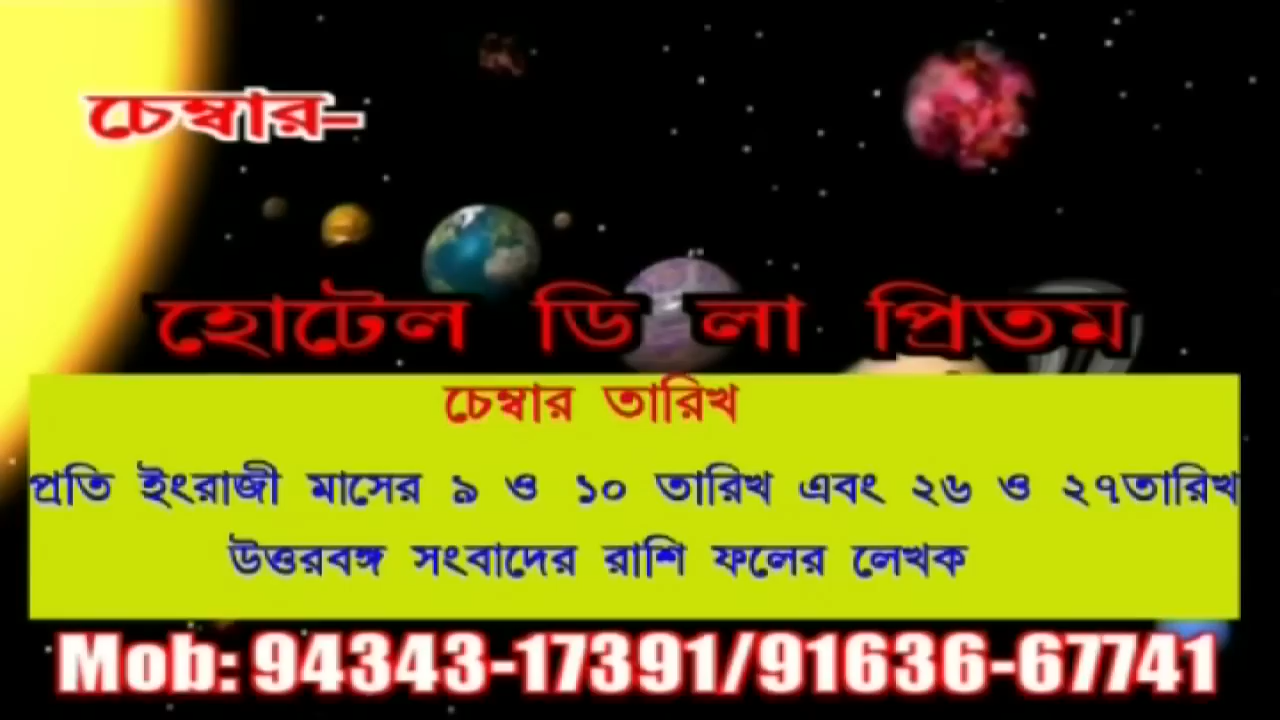 চেম্বার-
হোটেল ডি লা প্রিতম
চেম্বার তারিখ
প্রতি ইংরাজী মাসের ৯ ও ১০ তারিখ এবং ২৬ ও ২৭তারিখ
উত্তরবঙ্গ সংবাদের রাশি ফলের লেখক
Mob: 94343-17391/91636-67741